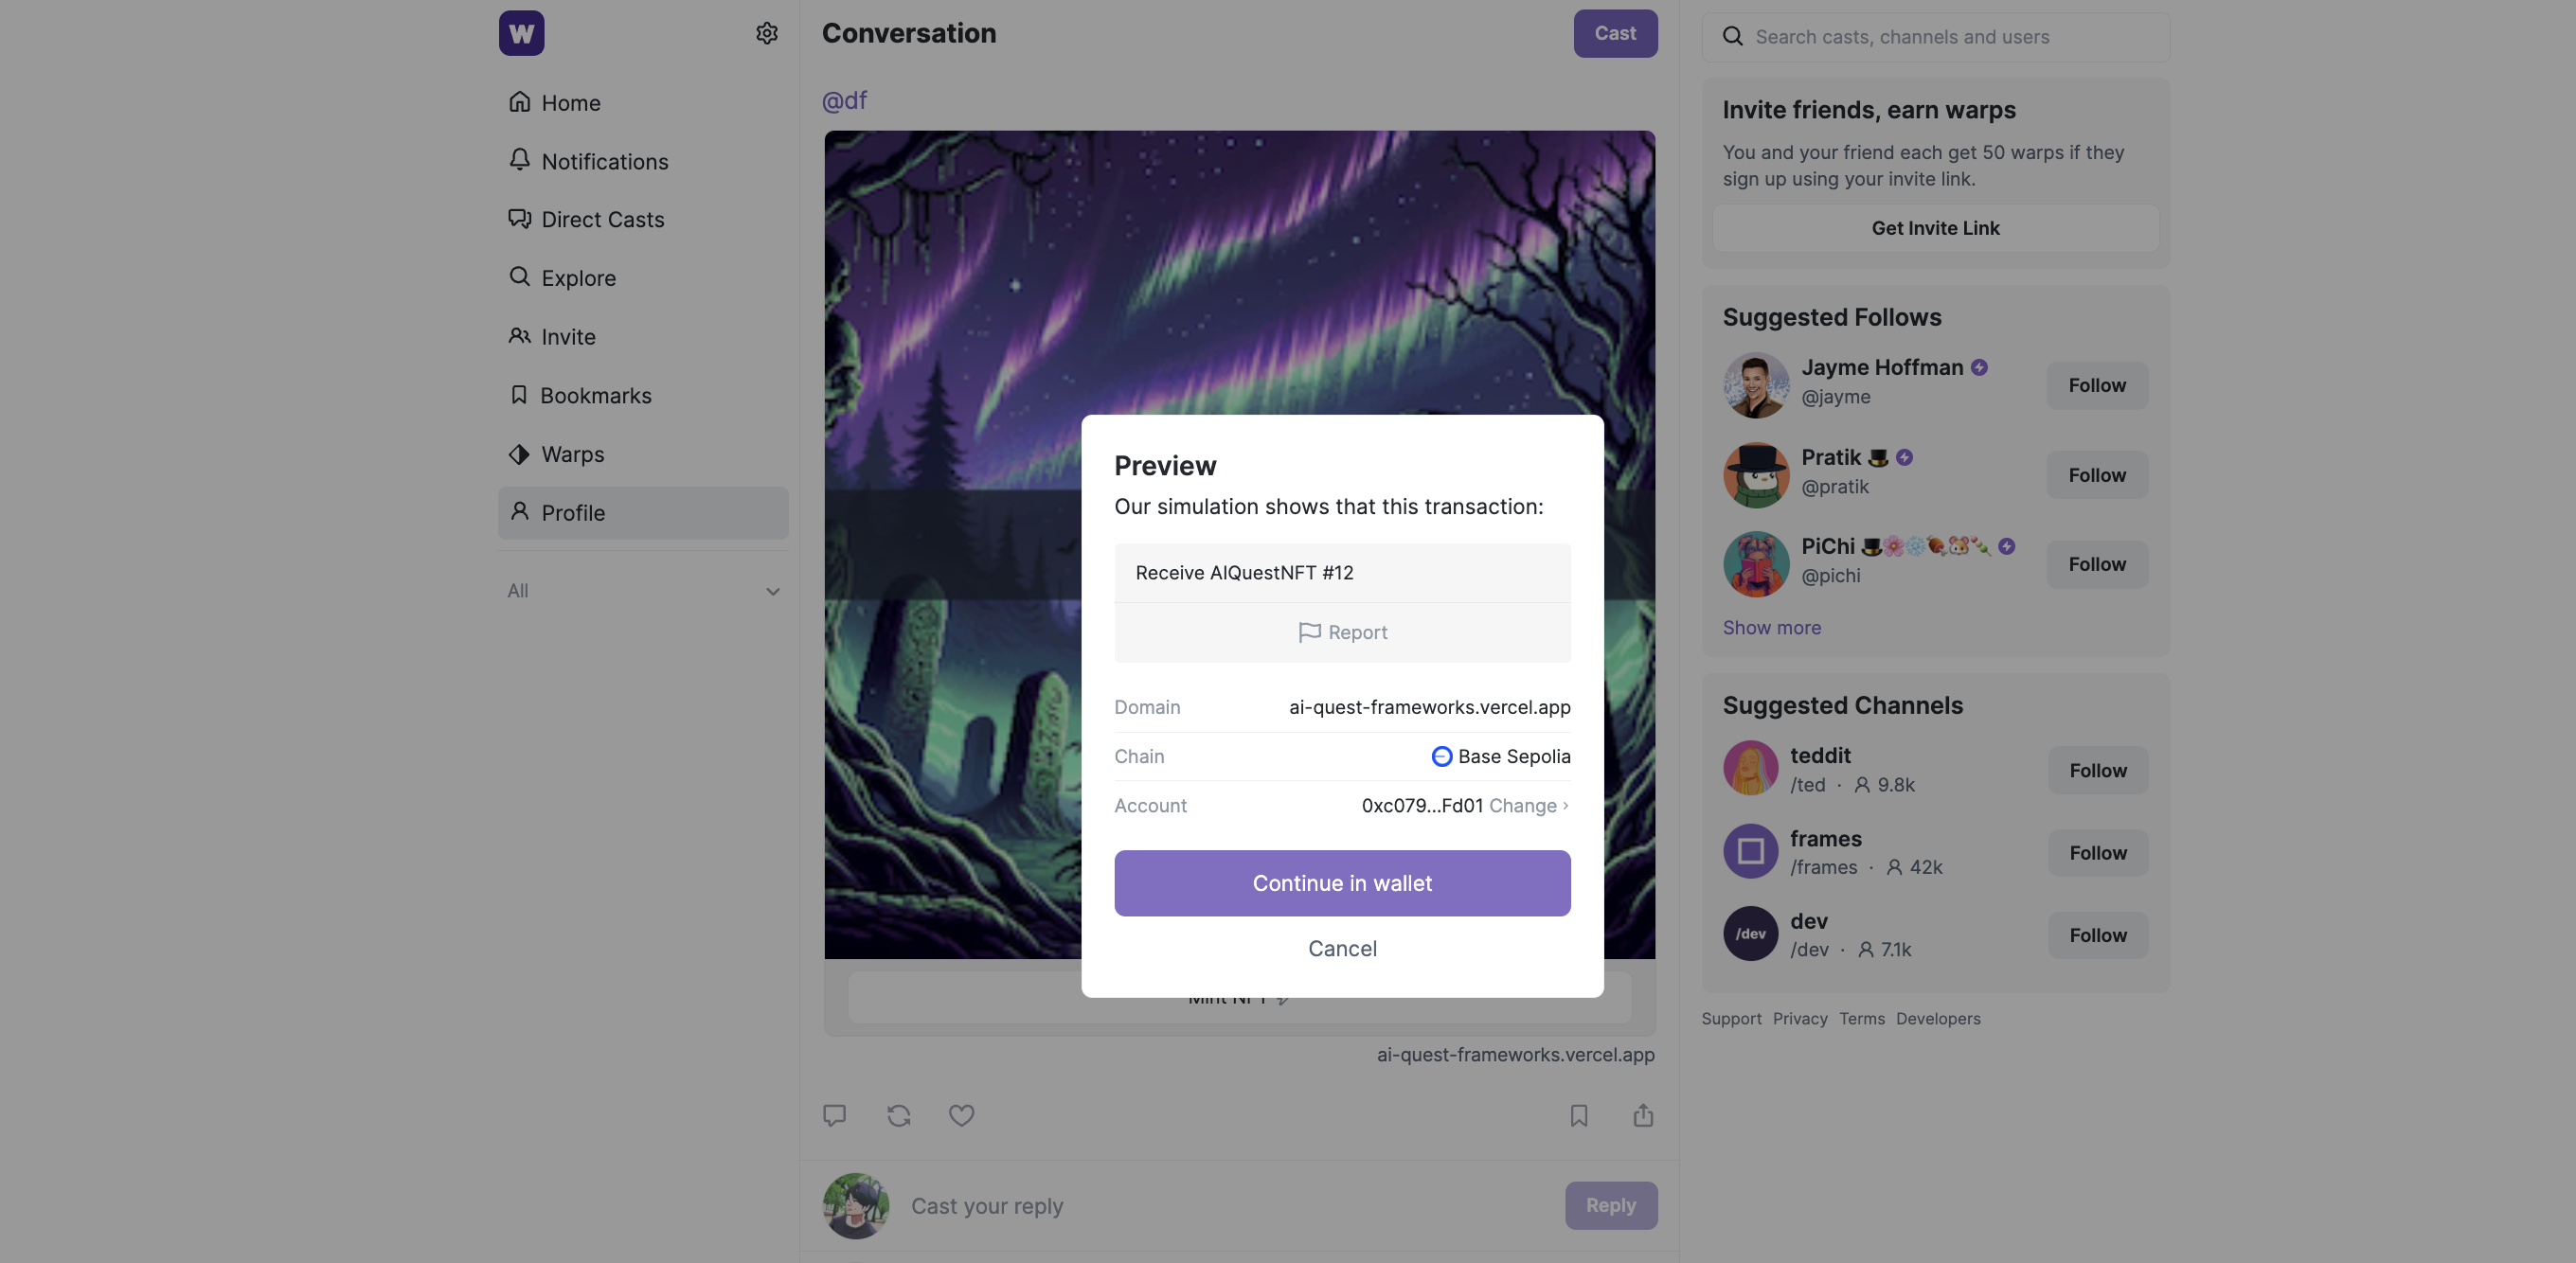 W
Home
Notifications
Direct Casts
Explore
Invite
Bookmarks
Warps
Profile
All
Conversation
Cast
@df
Preview
Our simulation shows that this transaction:
Receive AIQuestNFT #12
Report
Domain ai-quest-frameworks.vercel.app
Chain Base Sepolia
Account 0xc079...Fd01 Change ›
Continue in wallet
Cancel
Mint NFT
ai-quest-frameworks.vercel.app
Cast your reply
Reply
Search casts, channels and users
Invite friends, earn warps
You and your friend each get 50 warps if they
sign up using your invite link.
Get Invite Link
Suggested Follows
Jayme Hoffman
@jayme
Follow
Pratik 🎩
@pratik
Follow
PiChi 🎩🌸❄️🍖🐹🍡
@pichi
Follow
Show more
Suggested Channels
teddit
/ted · 9.8k
Follow
frames
/frames · 42k
Follow
/dev
dev
/dev · 7.1k
Follow
Support Privacy Terms Developers